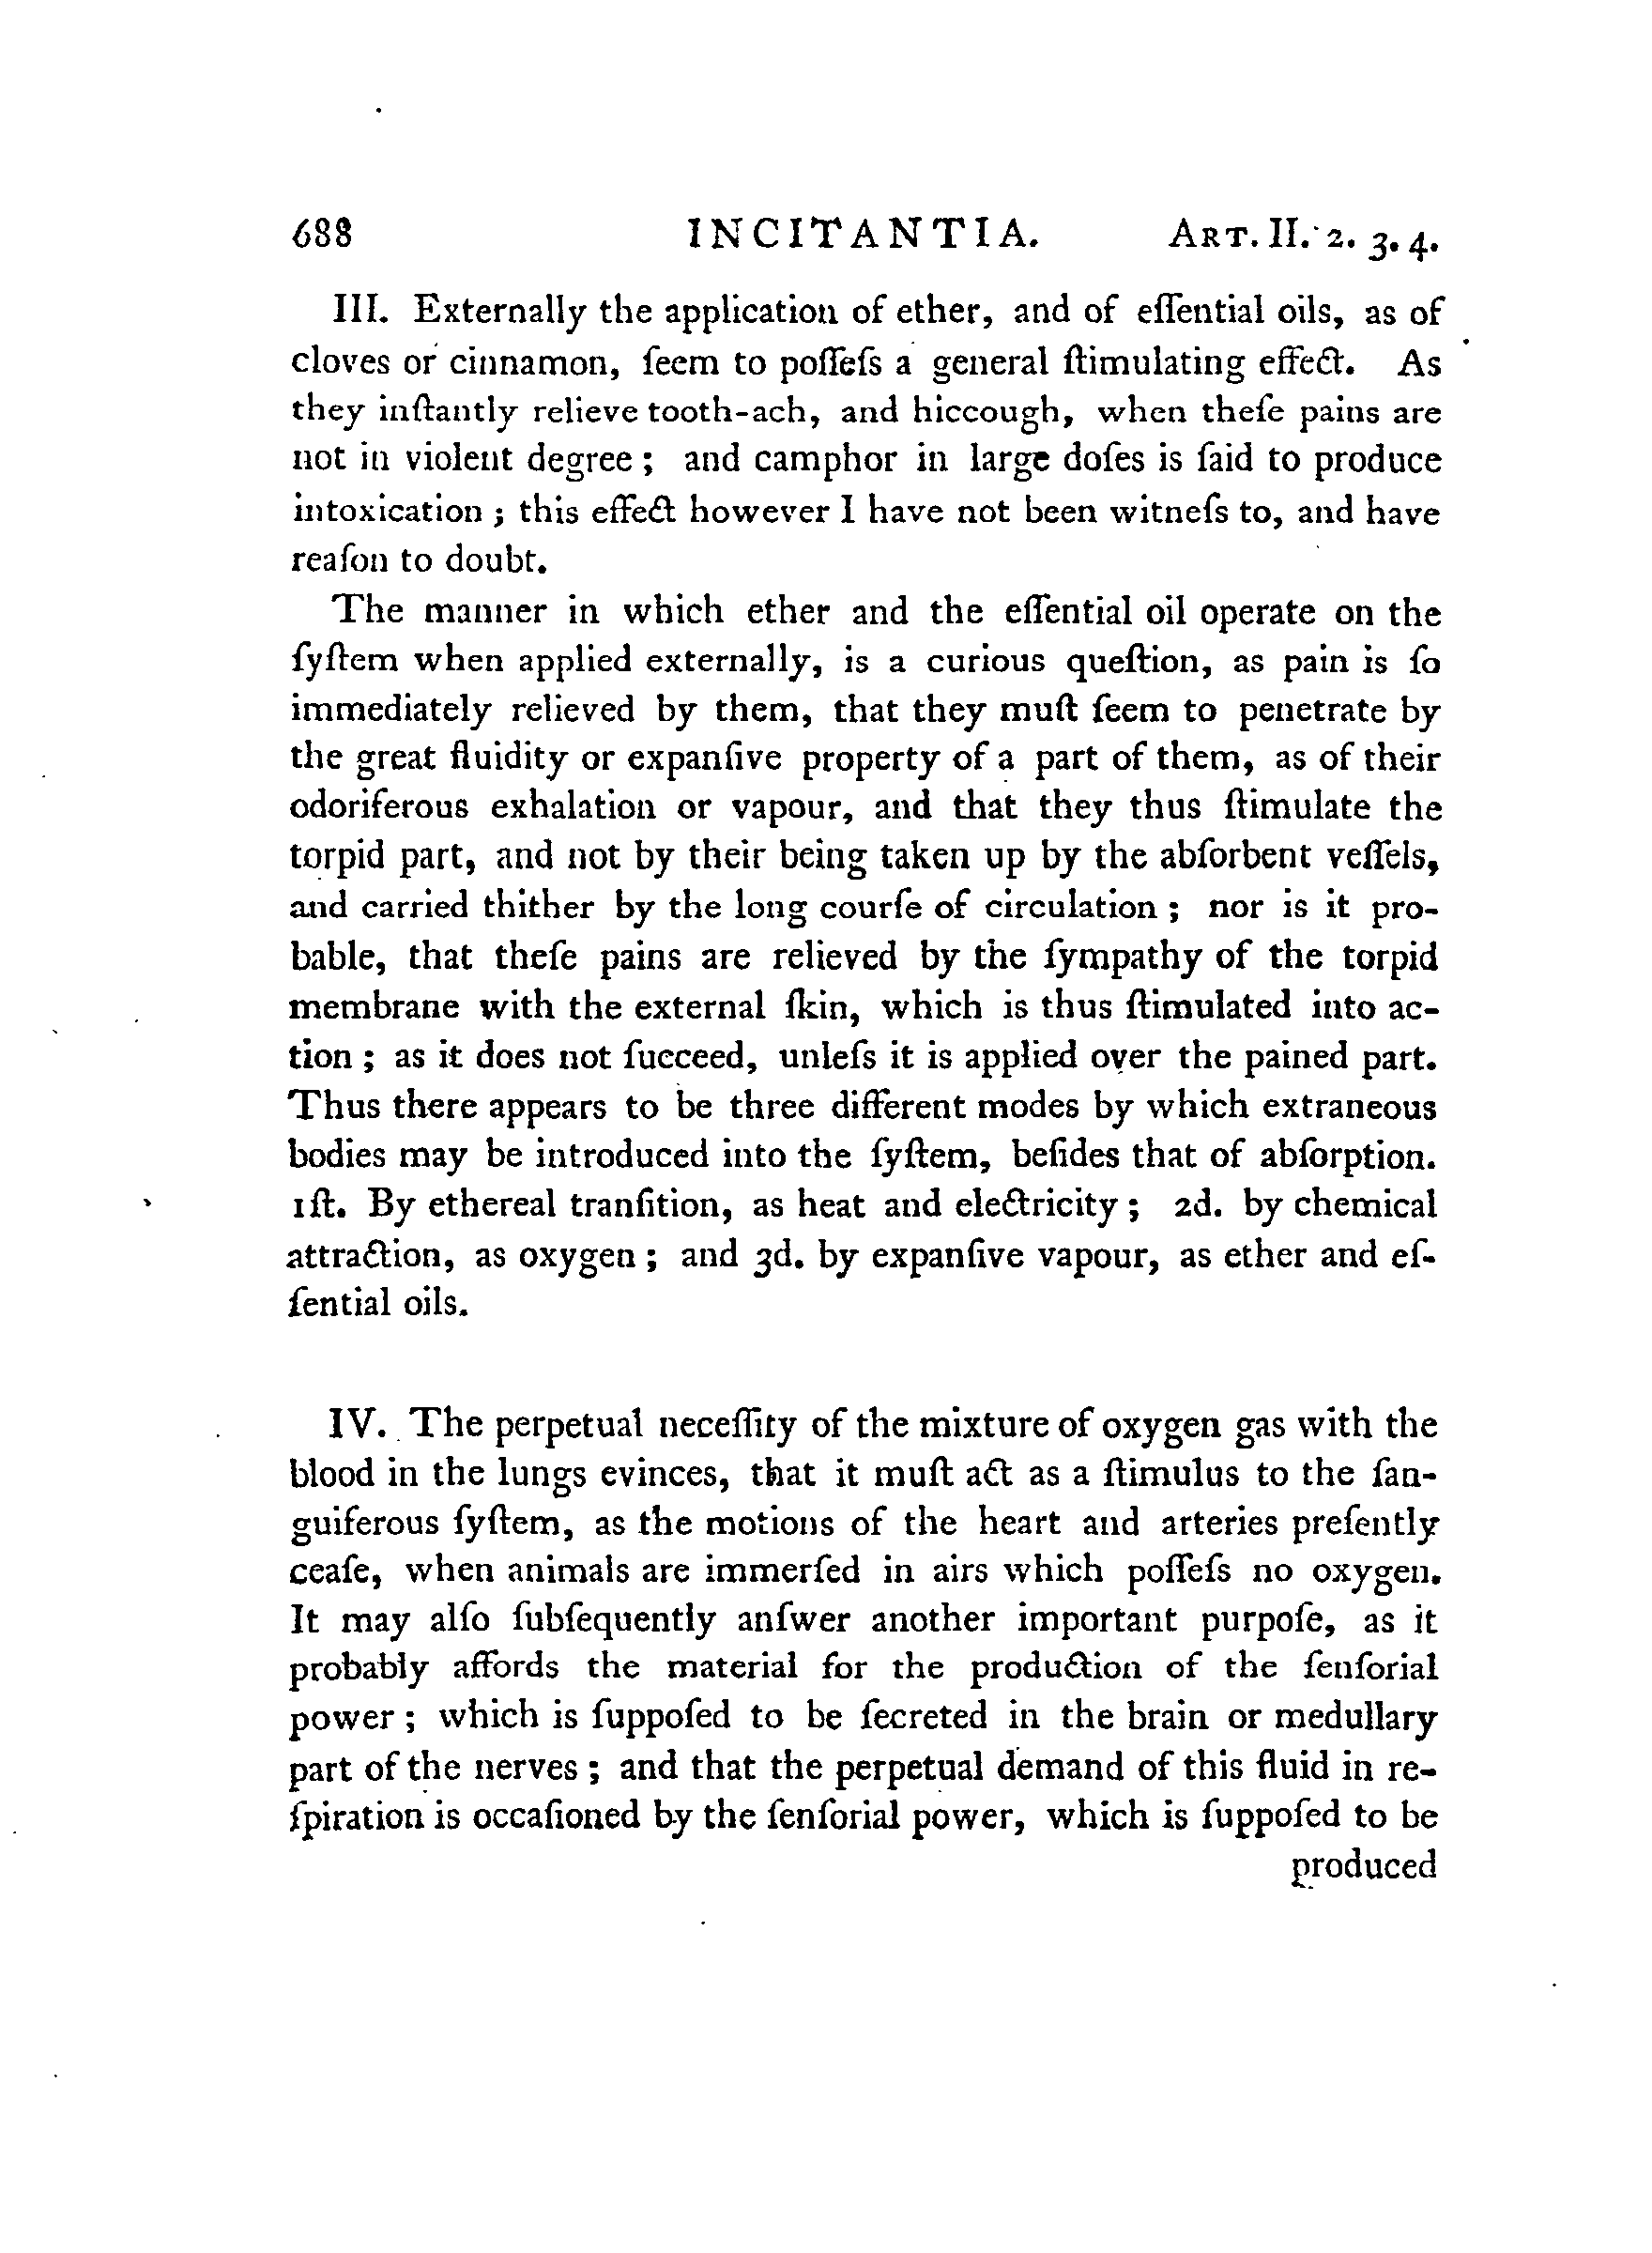 688 INCITANTIA. ART. II. 2. 3. 4.
III. Externally the application of ether, and of eſſential oils, as of
cloves or cinnamon, ſeem to poſſeſs a general ſtimulating effect. As
they inſtantly relieve tooth-ach, and hiccough, when theſe pains are
not in violent degree; and camphor in large doſes is ſaid to produce
intoxication; this effect however I have not been witneſs to, and have
reaſon to doubt.
The manner in which ether and the eſſential oil operate on the
ſyſtem when applied externally, is a curious queſtion, as pain is ſo
immediately relieved by them, that they muſt ſeem to penetrate by
the great fluidity or expanſive property of a part of them, as of their
odoriferous exhalation or vapour, and that they thus ſtimulate the
torpid part, and not by their being taken up by the abſorbent veſſels,
and carried thither by the long courſe of circulation; nor is it pro-
bable, that theſe pains are relieved by the ſympathy of the torpid
membrane with the external ſkin, which is thus ſtimulated into ac-
tion; as it does not ſucceed, unleſs it is applied over the pained part.
Thus there appears to be three different modes by which extraneous
bodies may be introduced into the ſyſtem, beſides that of abſorption.
1ſt. By ethereal tranſition, as heat and electricity; 2d. by chemical
attraction, as oxygen; and 3d. by expanſive vapour, as ether and eſ-
ſential oils.
IV. The perpetual neceſſity of the mixture of oxygen gas with the
blood in the lungs evinces, that it muſt act as a ſtimulus to the ſan-
guiferous ſyſtem, as the motions of the heart and arteries preſently
ceaſe, when animals are immerſed in airs which poſſeſs no oxygen.
It may alſo ſubſequently anſwer another important purpoſe, as it
probably affords the material for the production of the ſenſorial
power; which is ſuppoſed to be ſecreted in the brain or medullary
part of the nerves; and that the perpetual demand of this fluid in re-
ſpiration is occaſioned by the ſenſorial power, which is ſuppoſed to be
produced